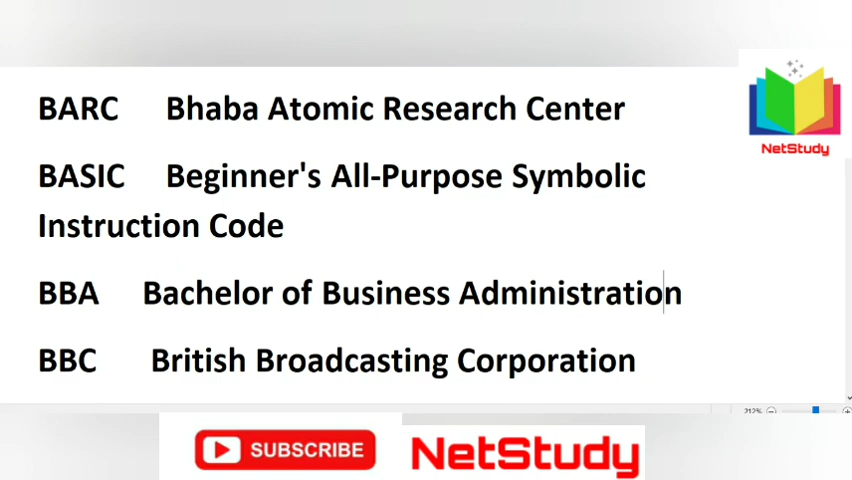 BARC Bhaba Atomic Research Center
NetStudy
BASIC Beginner's All-Purpose Symbolic
Instruction Code
BBA Bachelor of Business Administration
BBC British Broadcasting Corporation
212%
SUBSCRIBE NetStudy